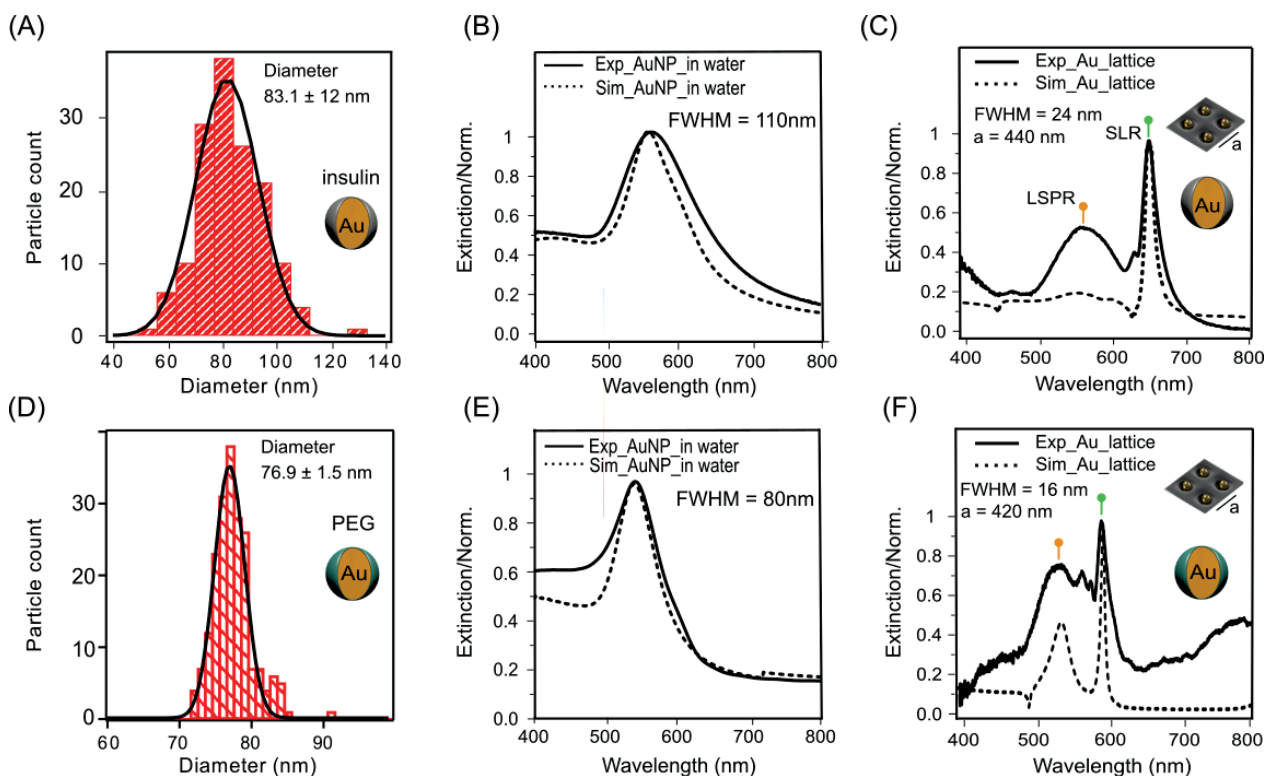 (A)
Particle count
30
20
10
0
40
60
80
100
120
140
Diameter (nm)
Diameter
83.1 ± 12 nm
insulin
Au
(B)
Extinction/Norm.
1
0.8
0.6
0.4
0.2
0.0
400
500
600
700
800
Wavelength (nm)
Exp_AuNP_in water
Sim_AuNP_in water
FWHM = 110nm
(C)
Extinction/Norm.
1
0.8
0.6
0.4
0.2
0.0
400
500
600
700
800
Wavelength (nm)
Exp_Au_lattice
Sim_Au_lattice
FWHM = 24 nm
a = 440 nm
SLR
LSPR
a
(D)
Particle count
30
20
10
0
60
70
80
90
Diameter (nm)
Diameter
76.9 ± 1.5 nm
PEG
Au
(E)
Extinction/Norm.
1
0.8
0.6
0.4
0.2
0.0
400
500
600
700
800
Wavelength (nm)
Exp_AuNP_in water
Sim_AuNP_in water
FWHM = 80nm
(F)
Extinction/Norm.
1
0.8
0.6
0.4
0.2
0.0
400
500
600
700
800
Wavelength (nm)
Exp_Au_lattice
Sim_Au_lattice
FWHM = 16 nm
a = 420 nm
a
Au